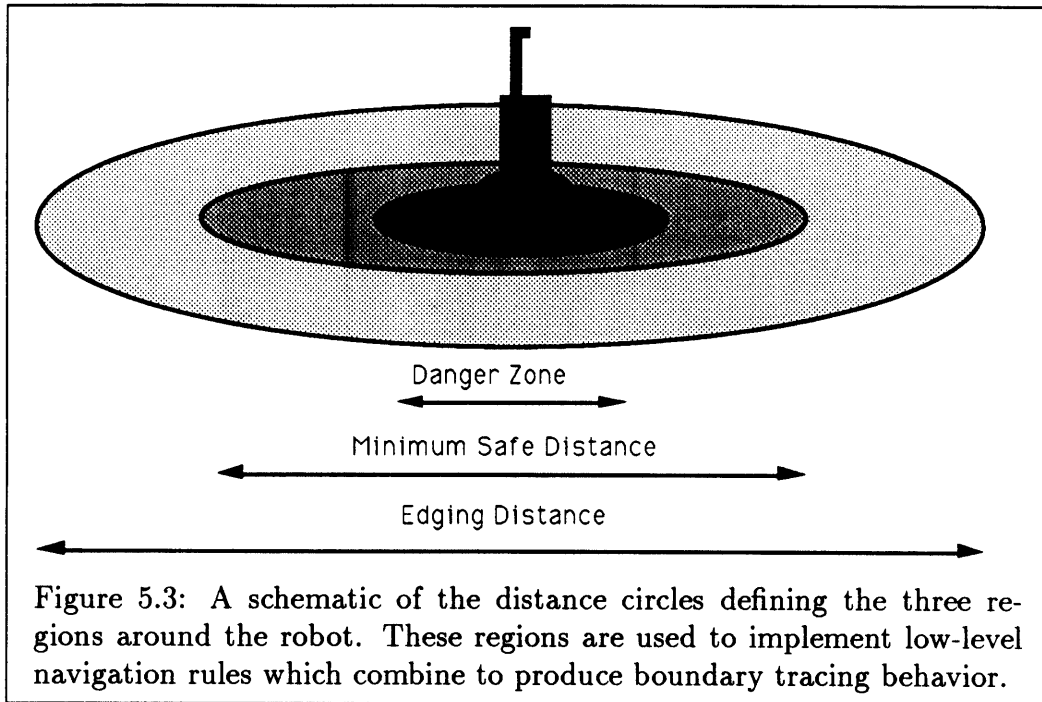 Danger Zone
Minimum Safe Distance
Edging Distance
Figure 5.3: A schematic of the distance circles defining the three re-
gions around the robot. These regions are used to implement low-level
navigation rules which combine to produce boundary tracing behavior.